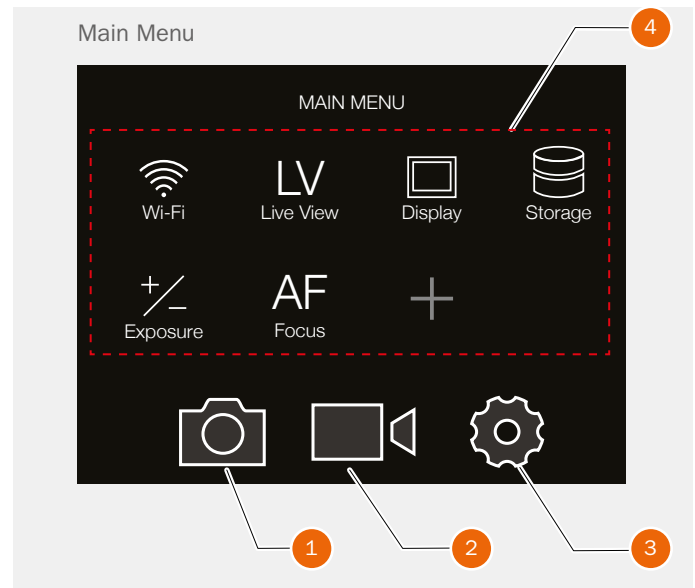 Main Menu
4
MAIN MENU
LV
Wi-Fi Live View Display Storage
+/- AF
Exposure Focus
1 2 3